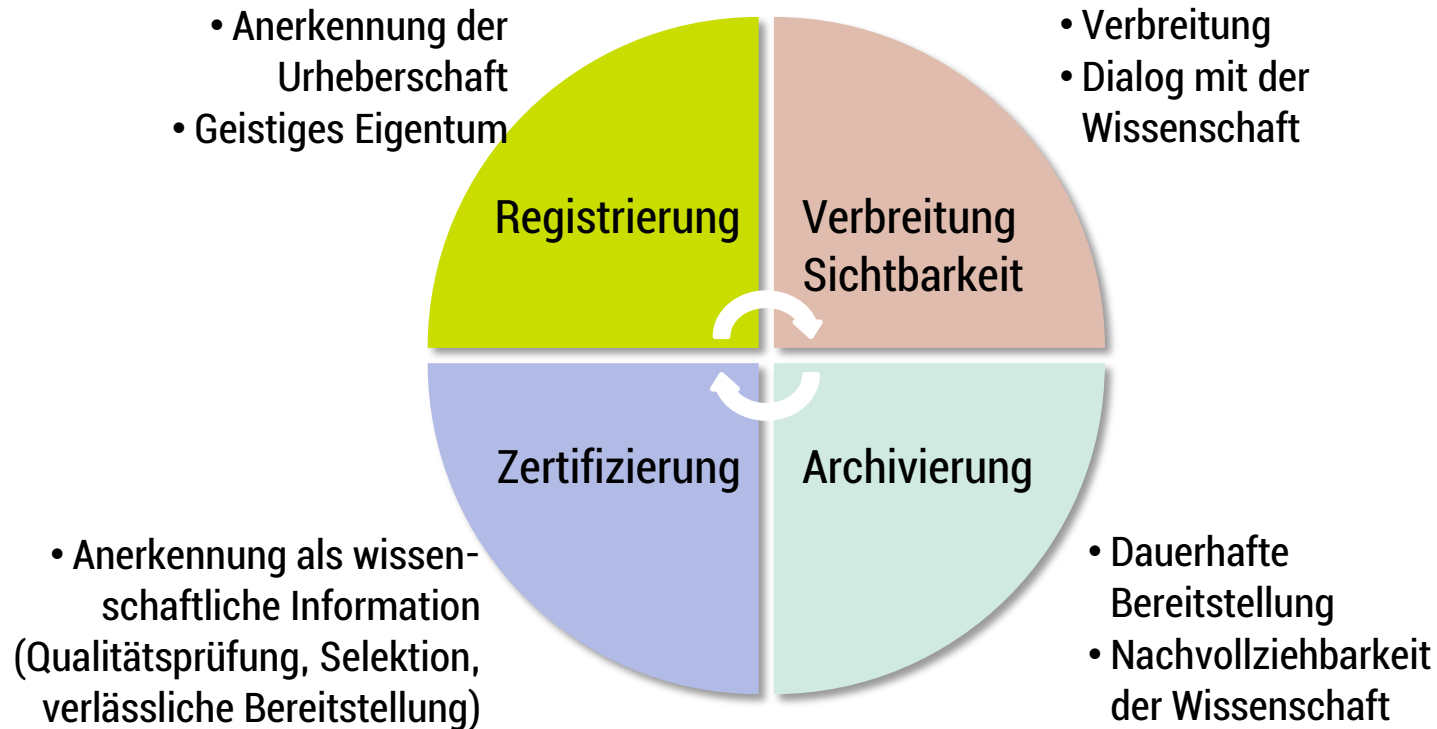 • Anerkennung der
Urheberschaft
• Geistiges Eigentum
• Verbreitung
• Dialog mit der
Wissenschaft
Registrierung
Verbreitung
Sichtbarkeit
Zertifizierung
Archivierung
• Anerkennung als wissen-
schaftliche Information
(Qualitätsprüfung, Selektion,
verlässliche Bereitstellung)
• Dauerhafte
Bereitstellung
• Nachvollziehbarkeit
der Wissenschaft